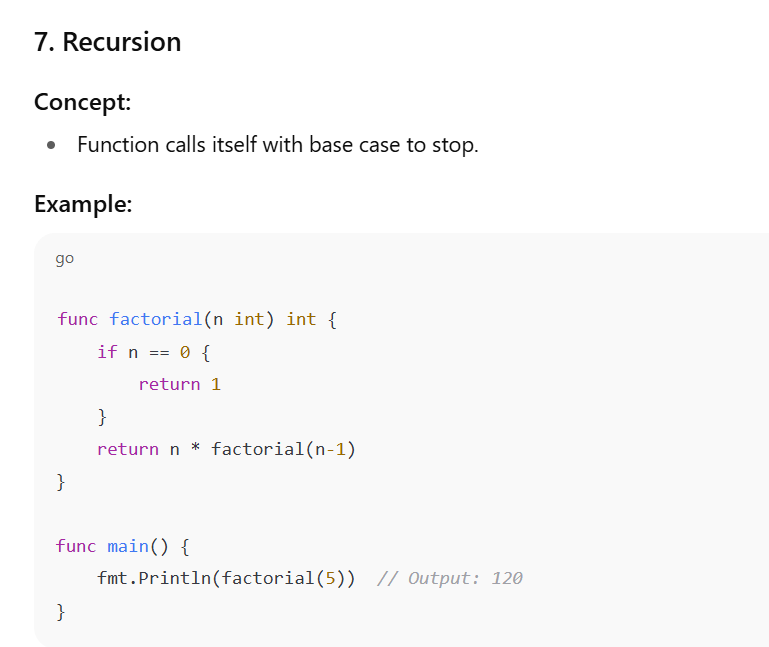 7. Recursion
Concept:
• Function calls itself with base case to stop.
Example:
go
func factorial(n int) int {
    if n == 0 {
        return 1
    }
    return n * factorial(n-1)
}
func main() {
    fmt.Println(factorial(5))  // Output: 120
}